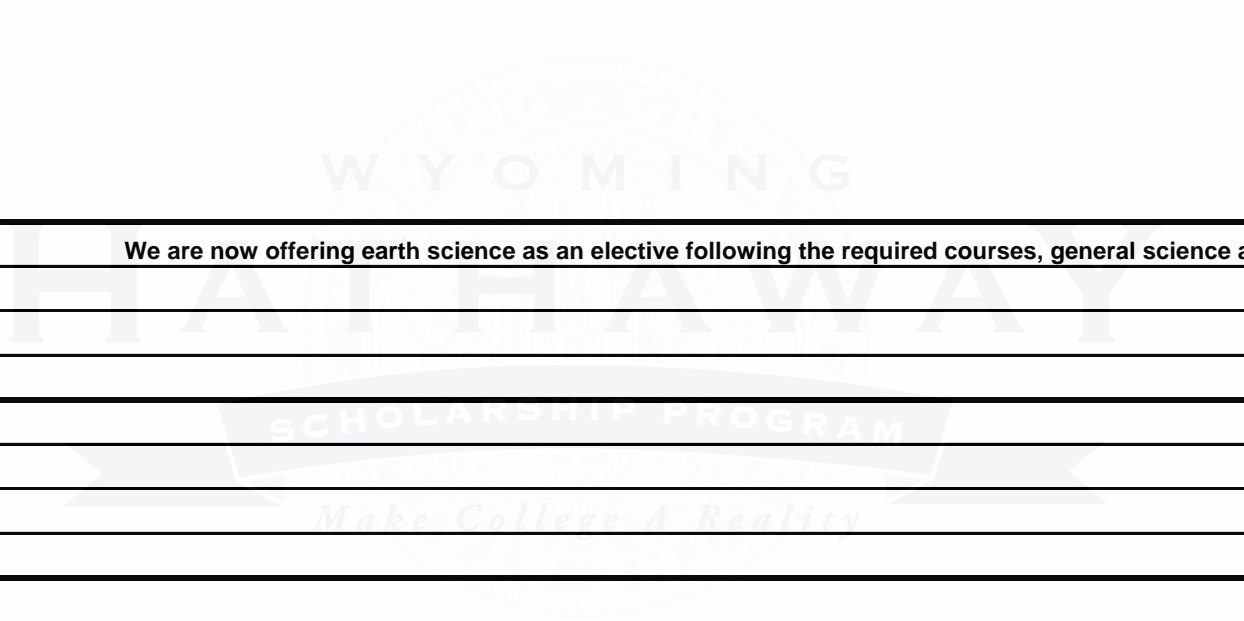 WYOMING
We are now offering earth science as an elective following the required courses, general science a
HATHAWAY
SCHOLARSHIP PROGRAM
Make College A Reality